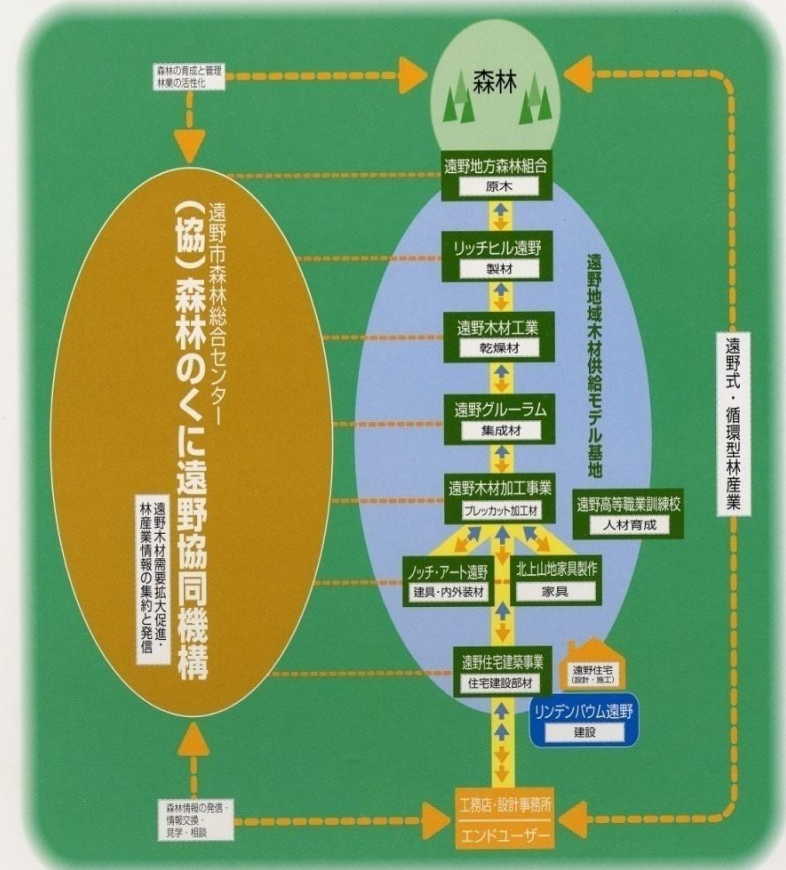 森林の育成と管理
林業の活性化
森林
遠野地方森林組合
原木
リッチヒル遠野
製材
遠野木材工業
乾燥材
遠野グルーラム
集成材
遠野木材加工事業
プレッカット加工材
遠野高等職業訓練校
人材育成
ノッチ・アート遠野
建具・内外装材
北上山地家具製作
家具
遠野住宅建築事業
住宅建設部材
遠野住宅
(設計・施工)
リンデンバウム遠野
建設
工務店・設計事務所
エンドユーザー
遠野地域木材供給モデル基地
遠野式・循環型林産業
遠野市森林総合センター
(協)森林のくに遠野協同機構
遠野木材需要拡大促進・
林産業情報の集約と発信
森林情報の発信・
情報交換・
見学・相談